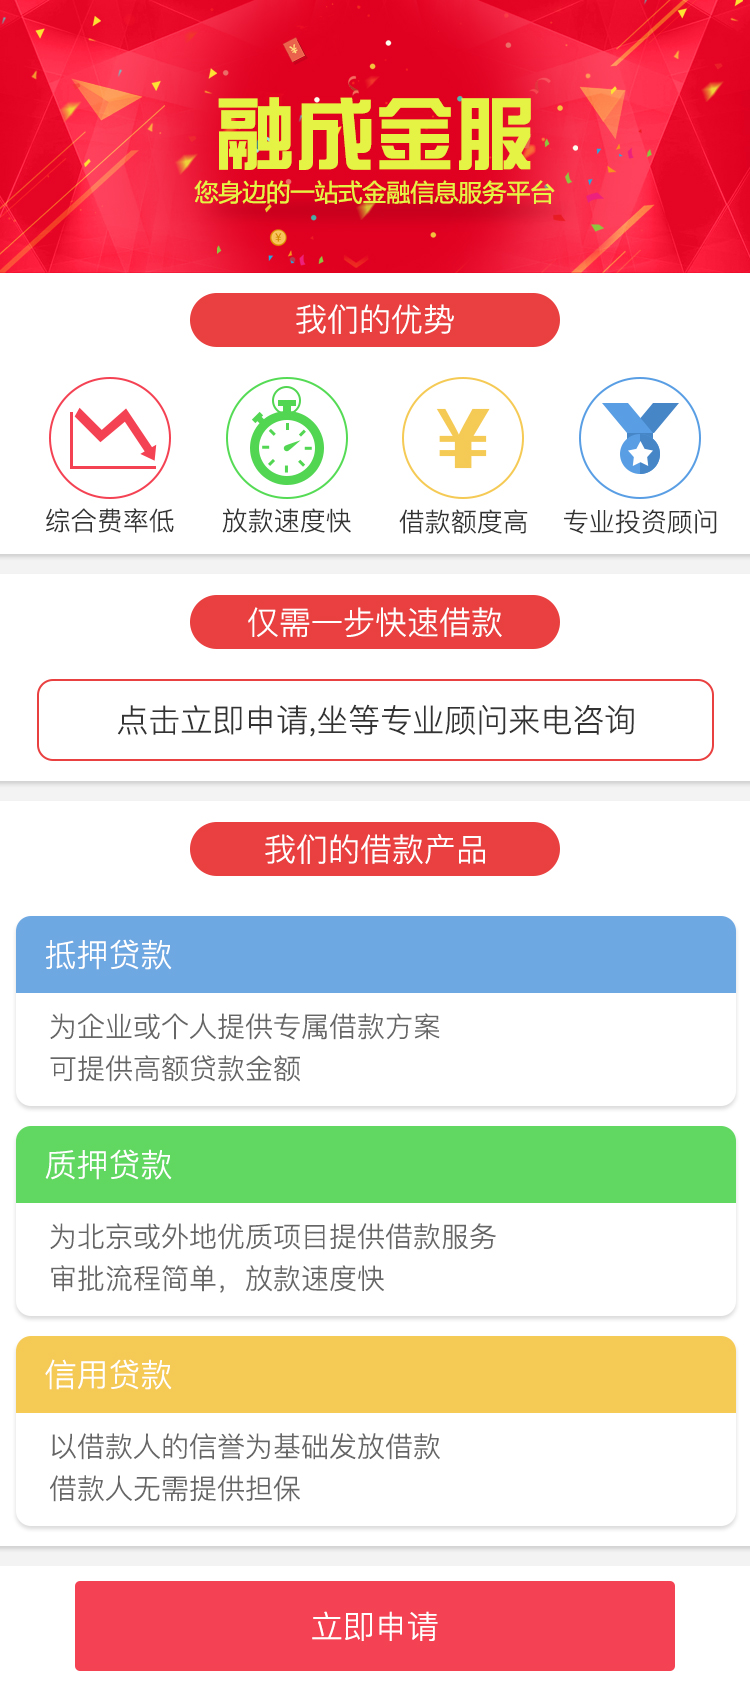 融成金服
您身边的一站式金融信息服务平台
我们的优势
综合费率低
放款速度快
借款额度高
专业投资顾问
仅需一步快速借款
点击立即申请,坐等专业顾问来电咨询
我们的借款产品
抵押贷款
为企业或个人提供专属借款方案
可提供高额贷款金额
质押贷款
为北京或外地优质项目提供借款服务
审批流程简单，放款速度快
信用贷款
以借款人的信誉为基础发放借款
借款人无需提供担保
立即申请